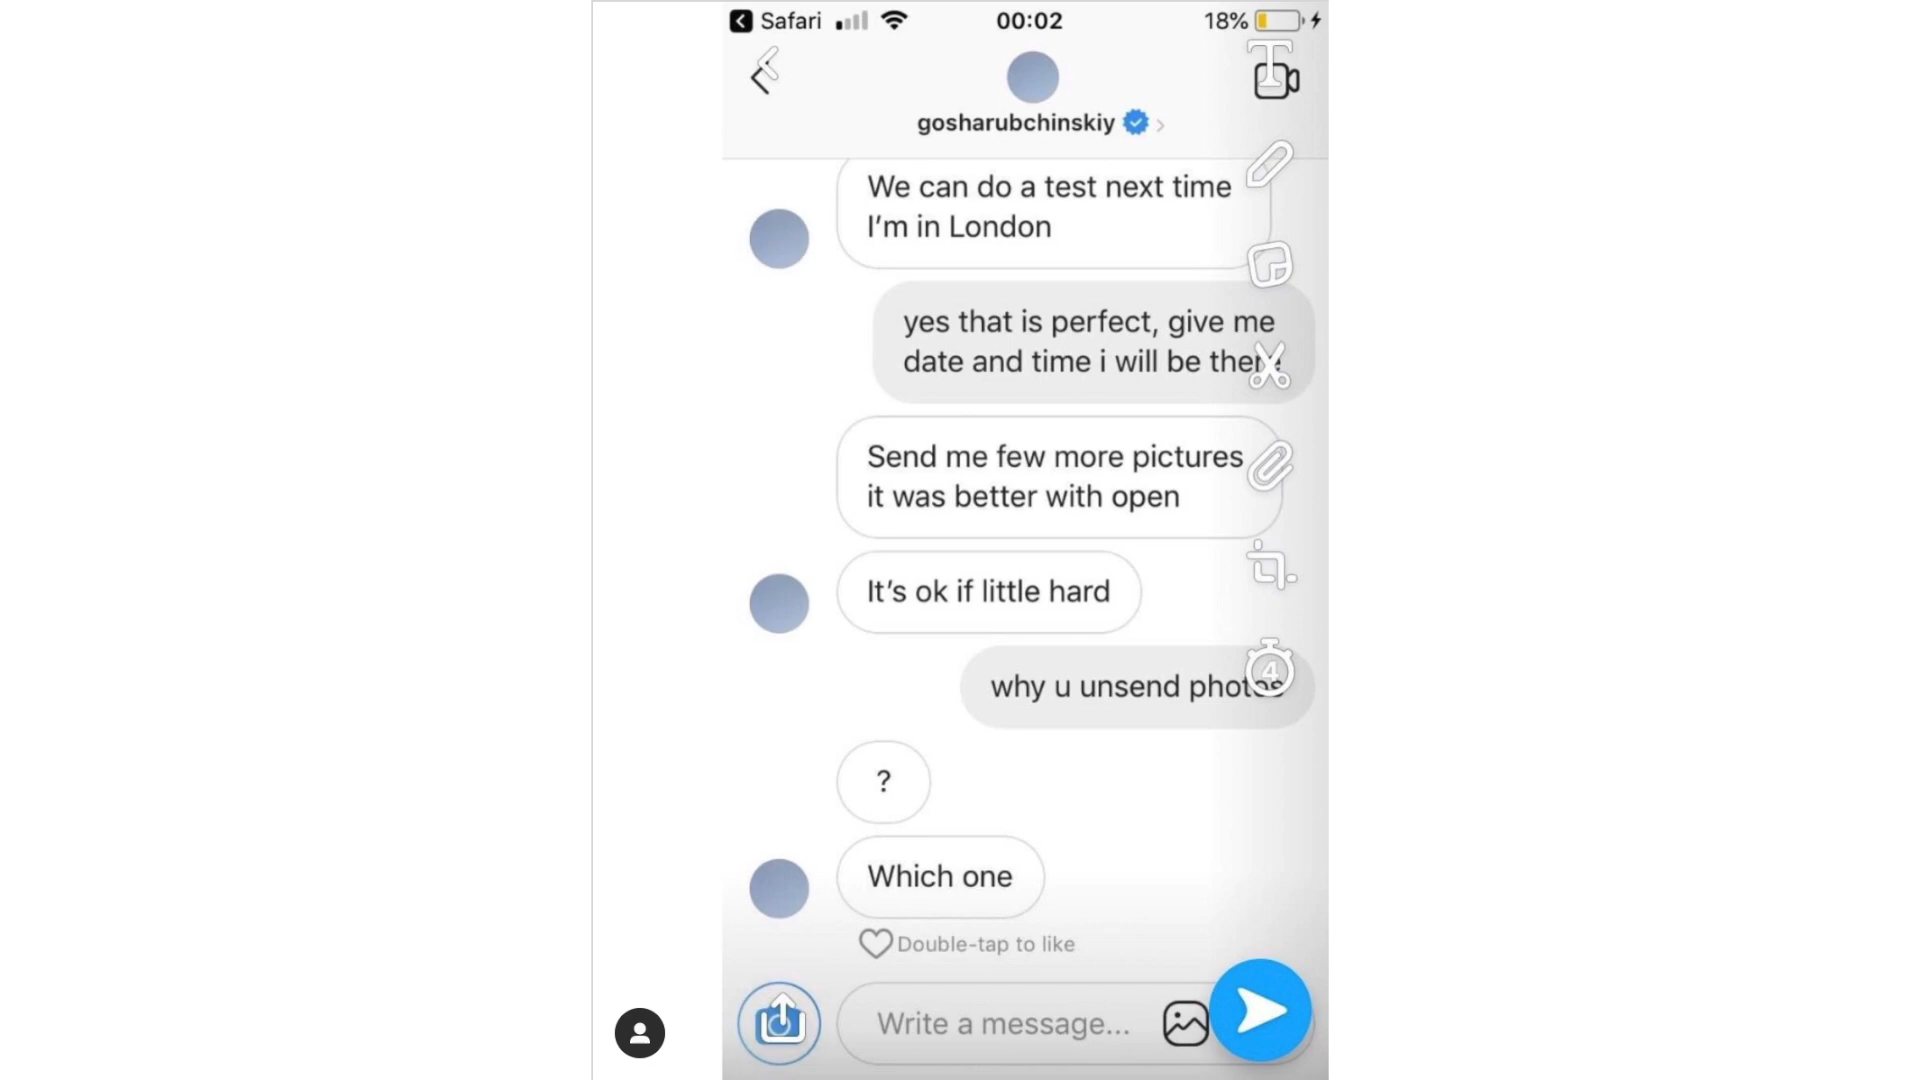 Safari 00:02 18%
gosharubchinskiy
We can do a test next time
I'm in London
yes that is perfect, give me
date and time i will be there
Send me few more pictures
it was better with open
It's ok if little hard
why u unsend photos
?
Which one
Double-tap to like
Write a message...
T
4